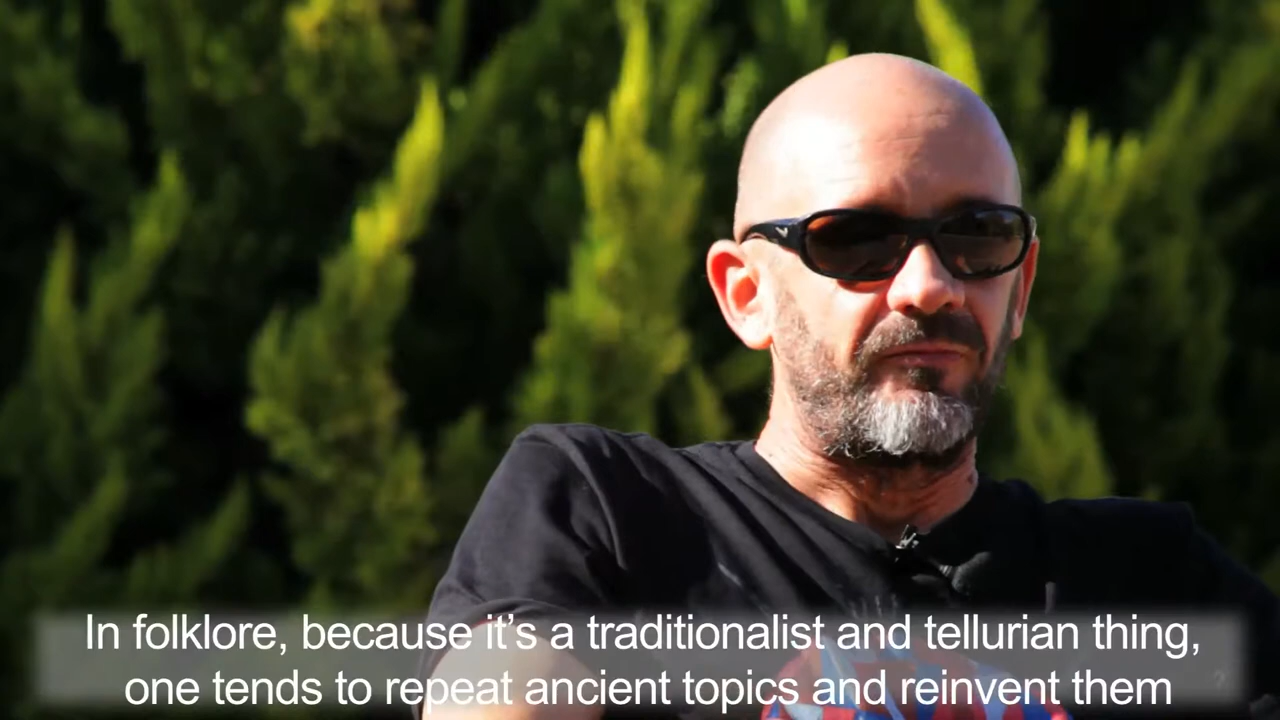 In folklore, because it’s a traditionalist and tellurian thing,
one tends to repeat ancient topics and reinvent them